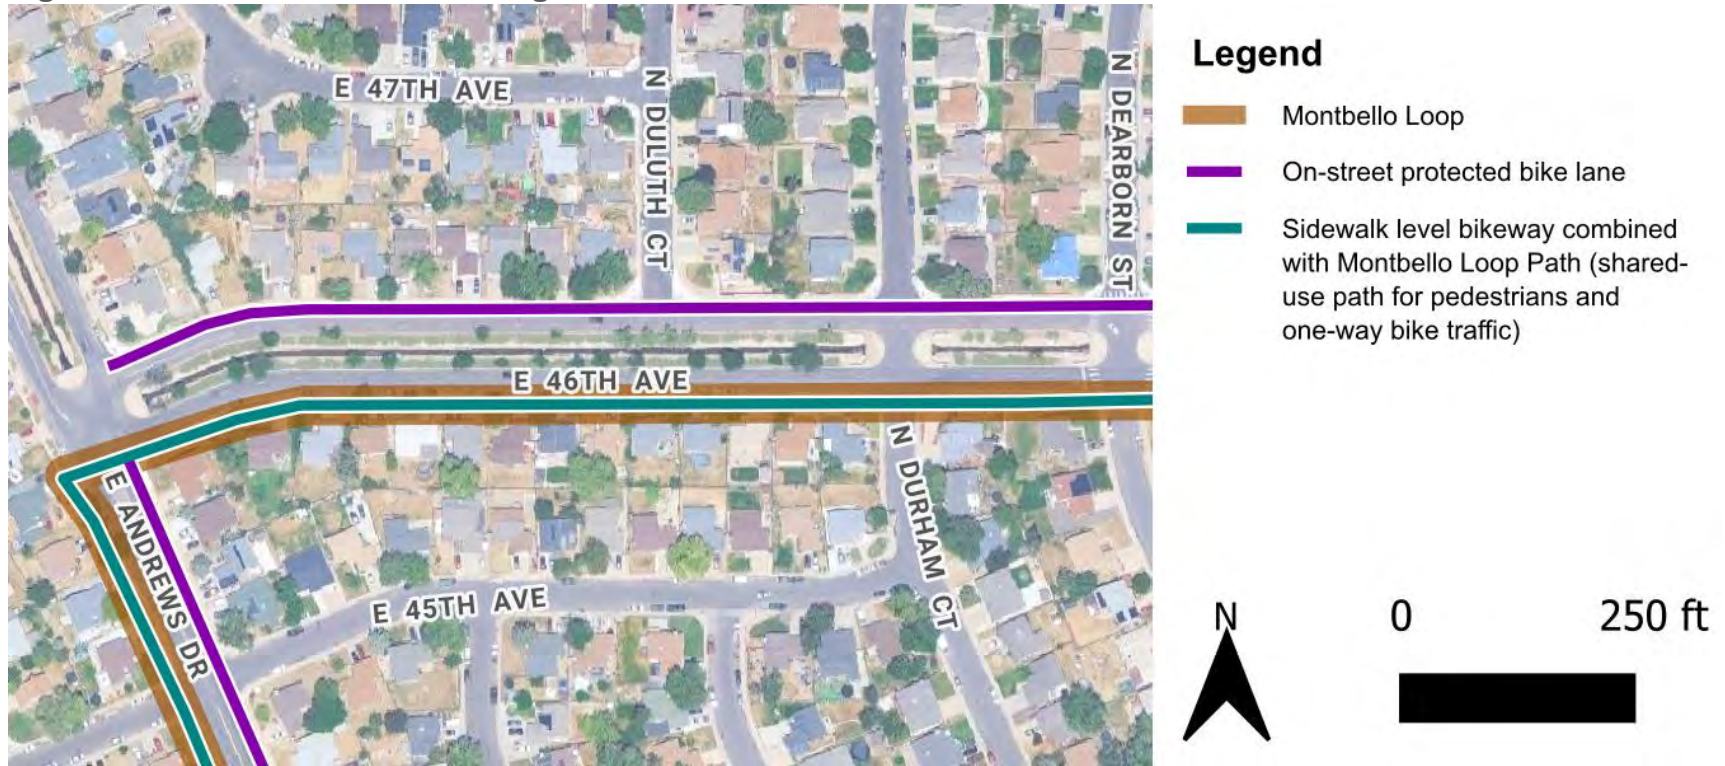 E 47TH AVE
N DULUTH CT
N DEARBORN ST
E 46TH AVE
N DURHAM CT
E ANDREWS DR
E 45TH AVE
Legend
Montbello Loop
On-street protected bike lane
Sidewalk level bikeway combined
with Montbello Loop Path (shared-
use path for pedestrians and
one-way bike traffic)
N
0 250 ft